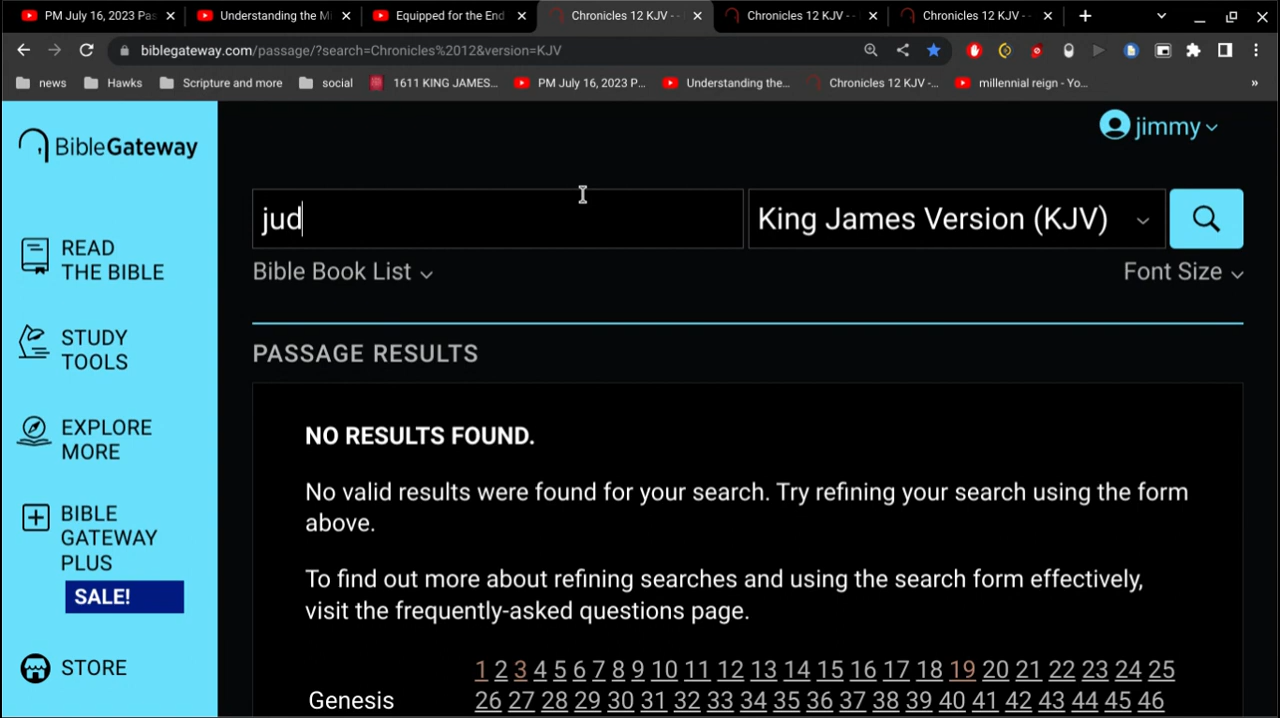 PM July 16, 2023 Pas
Understanding the Mi
Equipped for the End
Chronicles 12 KJV - -
Chronicles 12 KJV - -
Chronicles 12 KJV - -
biblegateway.com/passage/?search=Chronicles%2012&version=KJV
news
Hawks
Scripture and more
social
1611 KING JAMES...
PM July 16, 2023 P...
Understanding the...
Chronicles 12 KJV -...
millennial reign - Yo...
»
BibleGateway
jimmy
jud
King James Version (KJV)
Bible Book List
Font Size
READ
THE BIBLE
STUDY
TOOLS
EXPLORE
MORE
BIBLE
GATEWAY
PLUS
SALE!
STORE
PASSAGE RESULTS
NO RESULTS FOUND.
No valid results were found for your search. Try refining your search using the form
above.
To find out more about refining searches and using the search form effectively,
visit the frequently-asked questions page.
Genesis
1 2 3 4 5 6 7 8 9 10 11 12 13 14 15 16 17 18 19 20 21 22 23 24 25
26 27 28 29 30 31 32 33 34 35 36 37 38 39 40 41 42 43 44 45 46